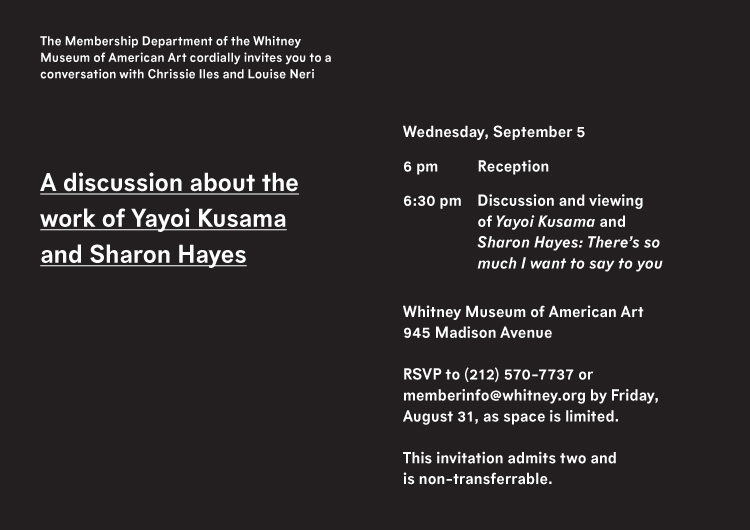 The Membership Department of the Whitney
Museum of American Art cordially invites you to a
conversation with Chrissie Iles and Louise Neri
A discussion about the
work of Yayoi Kusama
and Sharon Hayes
Wednesday, September 5
6 pm Reception
6:30 pm Discussion and viewing
of Yayoi Kusama and
Sharon Hayes: There's so
much I want to say to you
Whitney Museum of American Art
945 Madison Avenue
RSVP to (212) 570-7737 or
memberinfo@whitney.org by Friday,
August 31, as space is limited.
This invitation admits two and
is non-transferrable.